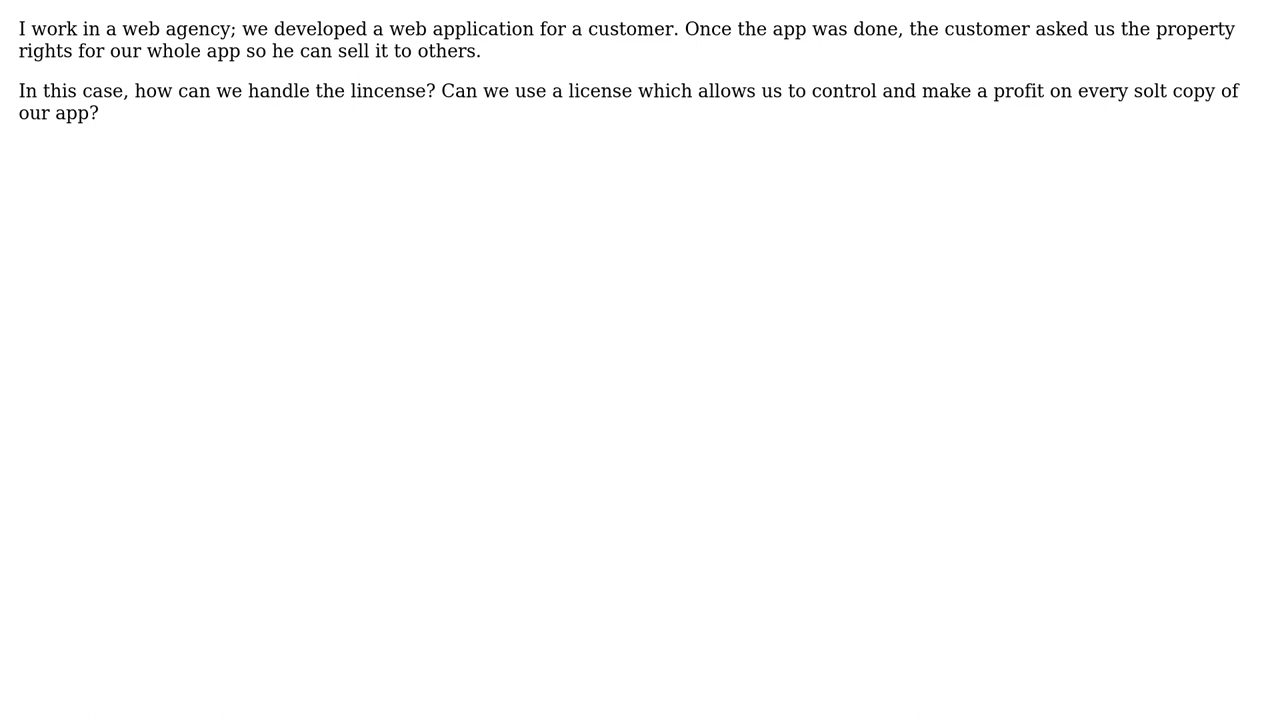 I work in a web agency; we developed a web application for a customer. Once the app was done, the customer asked us the property
rights for our whole app so he can sell it to others.
In this case, how can we handle the lincense? Can we use a license which allows us to control and make a profit on every solt copy of
our app?